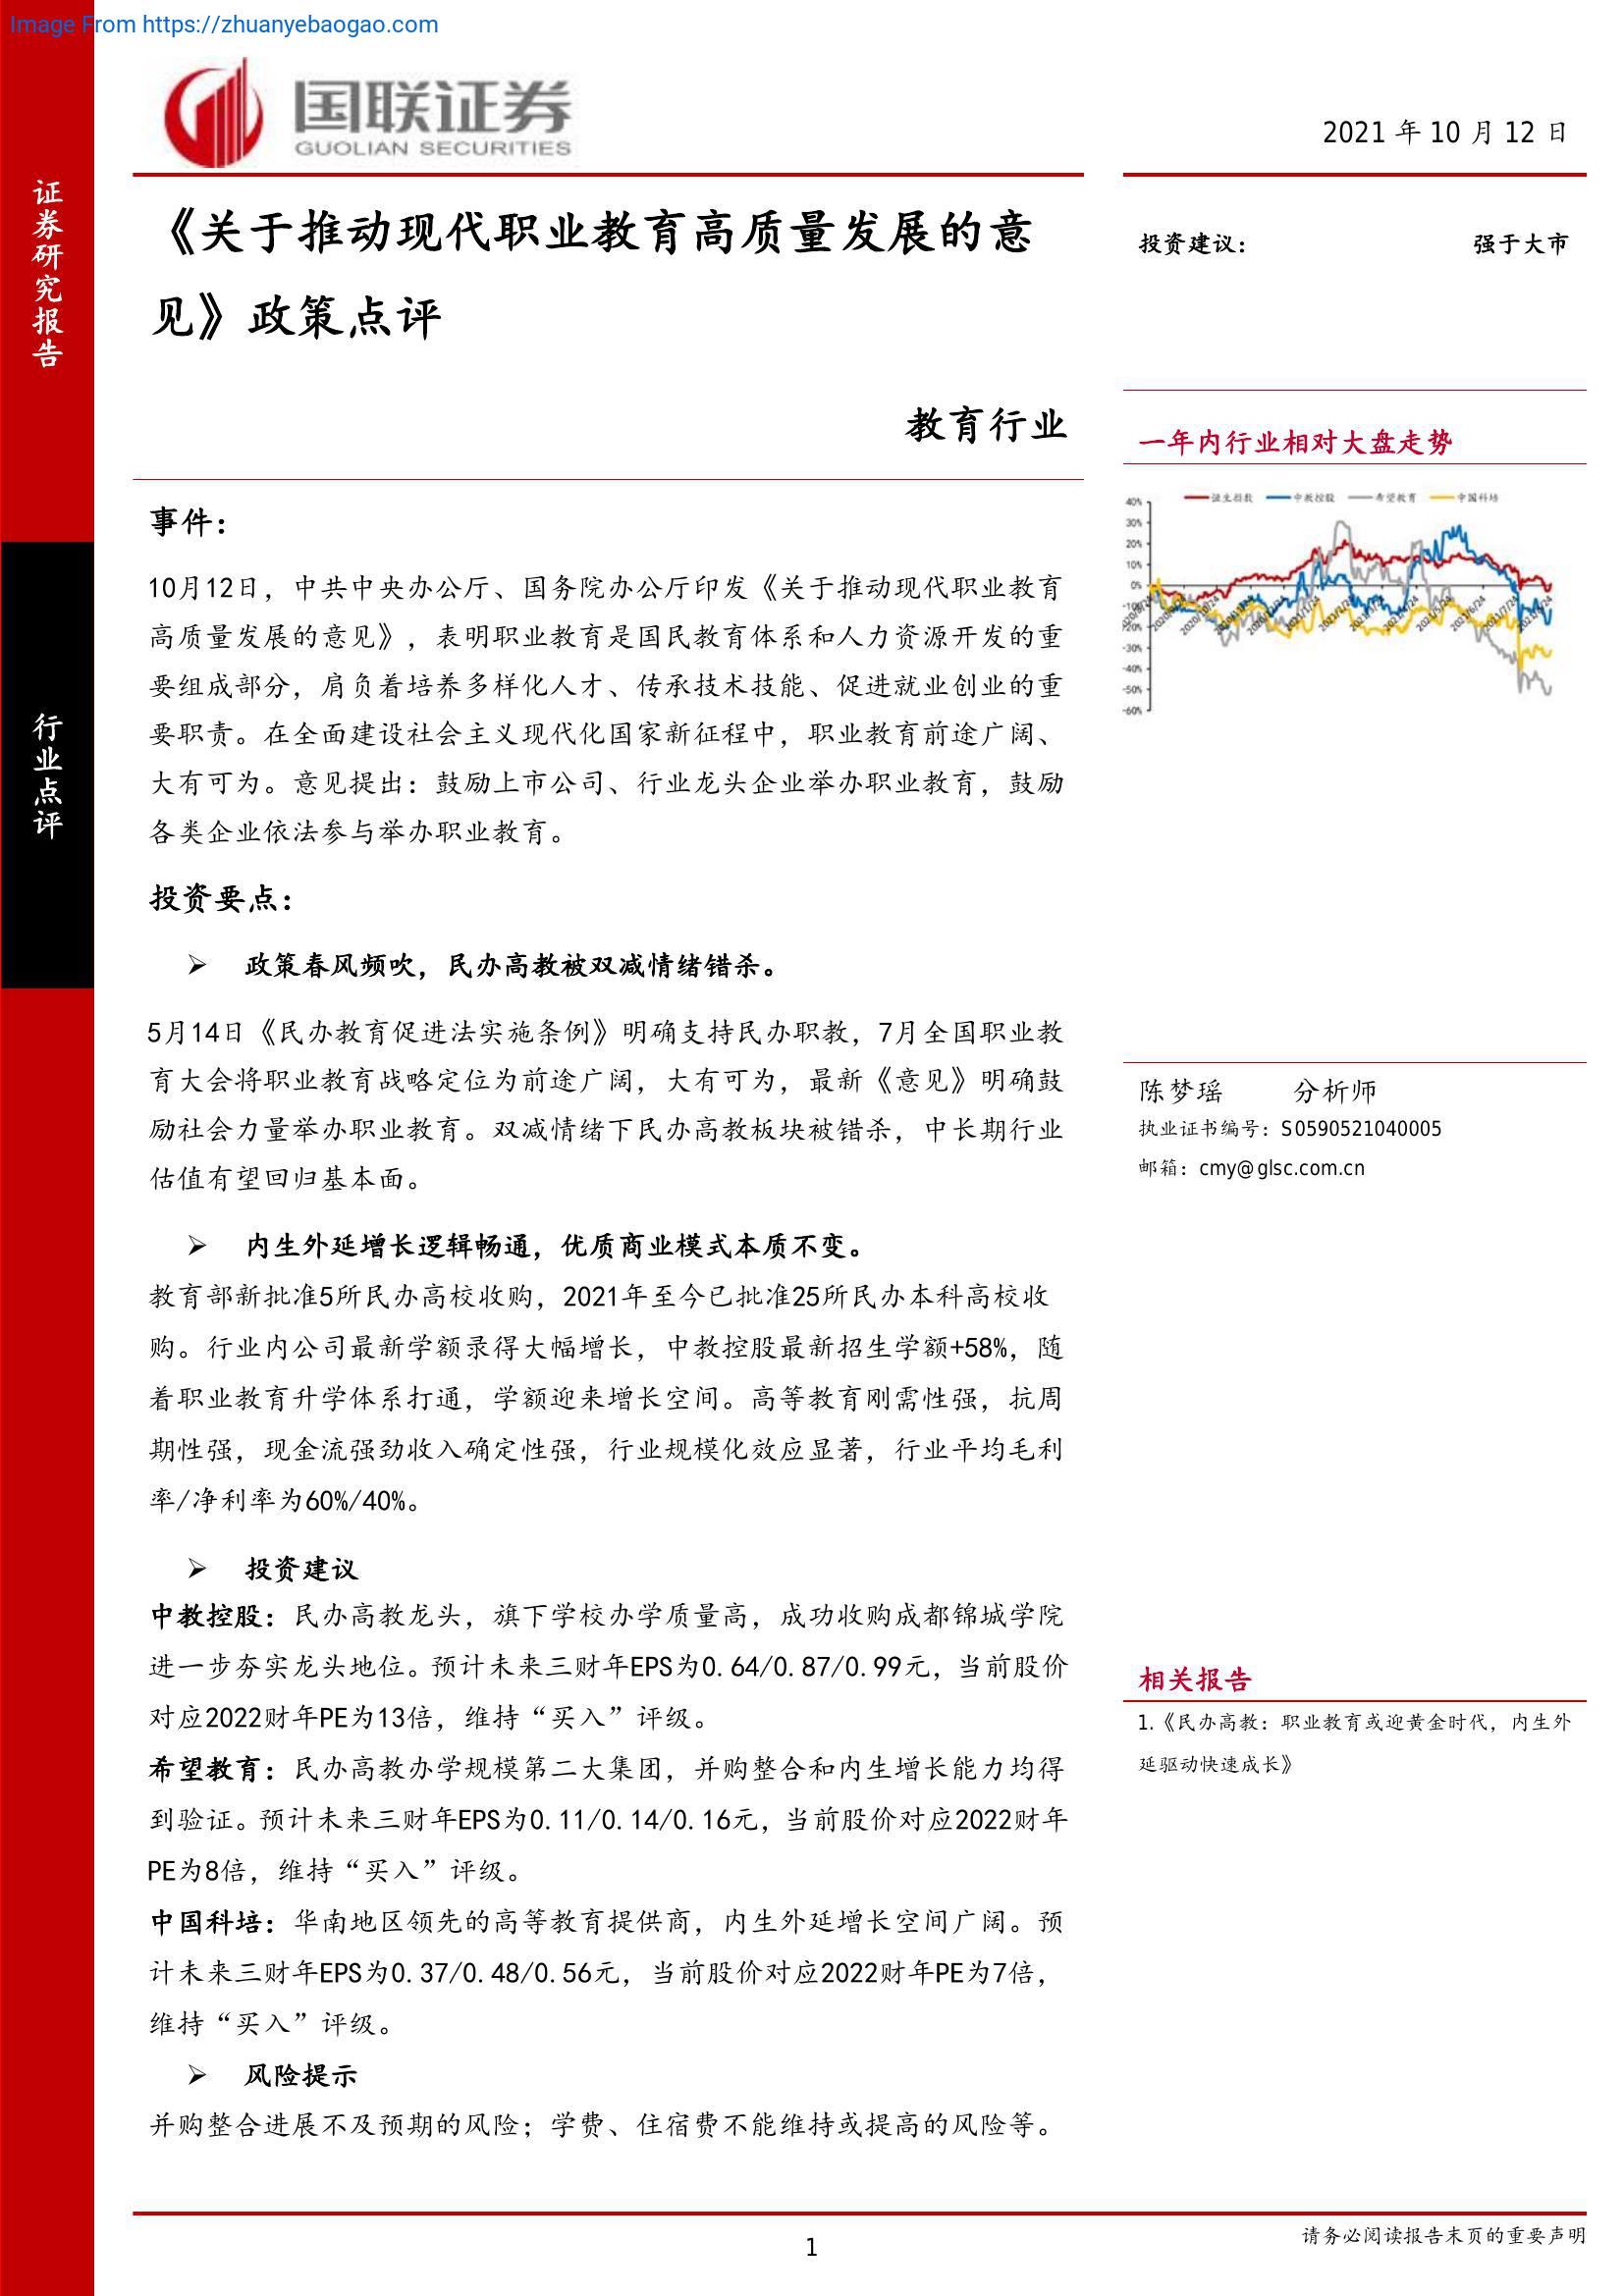 Image From https://zhuanyebaogao.com
国联证券
GUOLIAN SECURITIES
2021 年 10 月 12 日
证券研究报告
行业点评
《关于推动现代职业教育高质量发展的意
见》政策点评
教育行业
投资建议：
强于大市
一年内行业相对大盘走势
恒生指数
中教控股
希望教育
中国科培
40%
30%
20%
10%
0%
-10%
-20%
-30%
-40%
-50%
-60%
事件：
10月12日，中共中央办公厅、国务院办公厅印发《关于推动现代职业教育
高质量发展的意见》，表明职业教育是国民教育体系和人力资源开发的重
要组成部分，肩负着培养多样化人才、传承技术技能、促进就业创业的重
要职责。在全面建设社会主义现代化国家新征程中，职业教育前途广阔、
大有可为。意见提出：鼓励上市公司、行业龙头企业举办职业教育，鼓励
各类企业依法参与举办职业教育。
投资要点：
➢ 政策春风频吹，民办高教被双减情绪错杀。
5月14日《民办教育促进法实施条例》明确支持民办职教，7月全国职业教
育大会将职业教育战略定位为前途广阔，大有可为，最新《意见》明确鼓
励社会力量举办职业教育。双减情绪下民办高教板块被错杀，中长期行业
估值有望回归基本面。
➢ 内生外延增长逻辑畅通，优质商业模式本质不变。
教育部新批准5所民办高校收购，2021年至今已批准25所民办本科高校收
购。行业内公司最新学额录得大幅增长，中教控股最新招生学额+58%，随
着职业教育升学体系打通，学额迎来增长空间。高等教育刚需性强，抗周
期性强，现金流强劲收入确定性强，行业规模化效应显著，行业平均毛利
率/净利率为60%/40%。
➢ 投资建议
中教控股：民办高教龙头，旗下学校办学质量高，成功收购成都锦城学院
进一步夯实龙头地位。预计未来三财年EPS为0.64/0.87/0.99元，当前股价
对应2022财年PE为13倍，维持“买入”评级。
希望教育：民办高教办学规模第二大集团，并购整合和内生增长能力均得
到验证。预计未来三财年EPS为0.11/0.14/0.16元，当前股价对应2022财年
PE为8倍，维持“买入”评级。
中国科培：华南地区领先的高等教育提供商，内生外延增长空间广阔。预
计未来三财年EPS为0.37/0.48/0.56元，当前股价对应2022财年PE为7倍，
维持“买入”评级。
➢ 风险提示
并购整合进展不及预期的风险；学费、住宿费不能维持或提高的风险等。
陈梦瑶 分析师
执业证书编号：S0590521040005
邮箱：cmy@glsc.com.cn
相关报告
1.《民办高教：职业教育或迎黄金时代，内生外
延驱动快速成长》
1
请务必阅读报告末页的重要声明